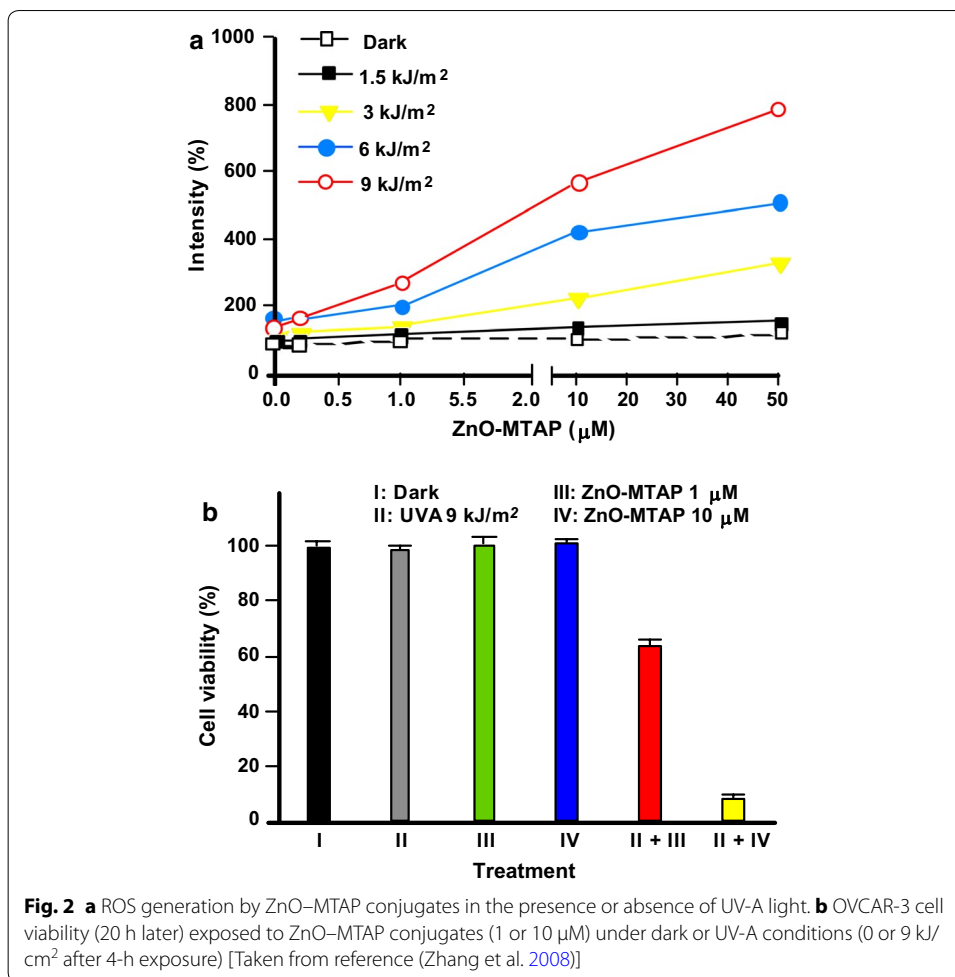 a
1000
800
600
400
200
0
Intensity (%)
Dark
1.5 kJ/m²
3 kJ/m²
6 kJ/m²
9 kJ/m²
0.0 0.5 1.0 5.5 2.0 10 20 30 40 50
ZnO-MTAP (μM)
b
I: Dark
II: UVA 9 kJ/m²
III: ZnO-MTAP 1 μM
IV: ZnO-MTAP 10 μM
100
80
60
40
20
0
Cell viability (%)
I II III IV II + III II + IV
Treatment
Fig. 2 a ROS generation by ZnO–MTAP conjugates in the presence or absence of UV-A light. b OVCAR-3 cell
viability (20 h later) exposed to ZnO–MTAP conjugates (1 or 10 μM) under dark or UV-A conditions (0 or 9 kJ/
cm² after 4-h exposure) [Taken from reference (Zhang et al. 2008)]